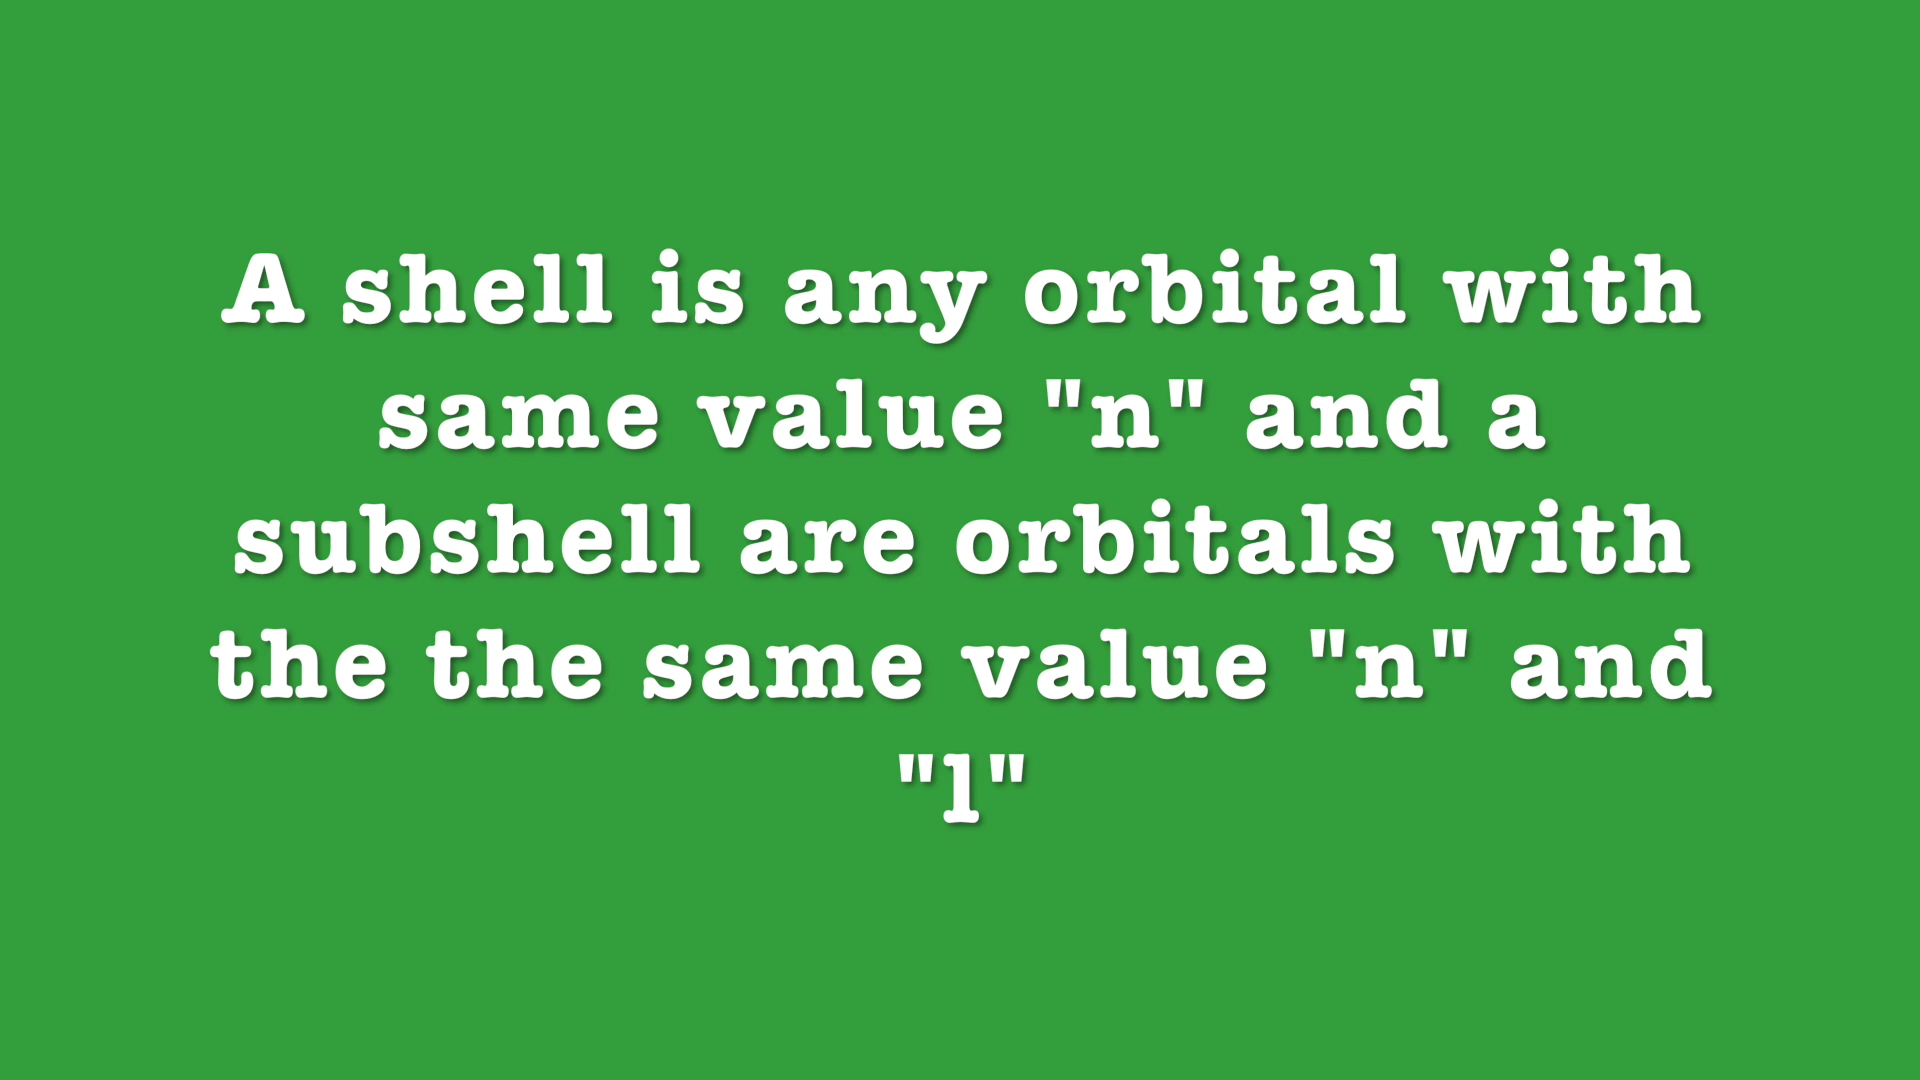 A shell is any orbital with
same value "n" and a
subshell are orbitals with
the the same value "n" and
"l"